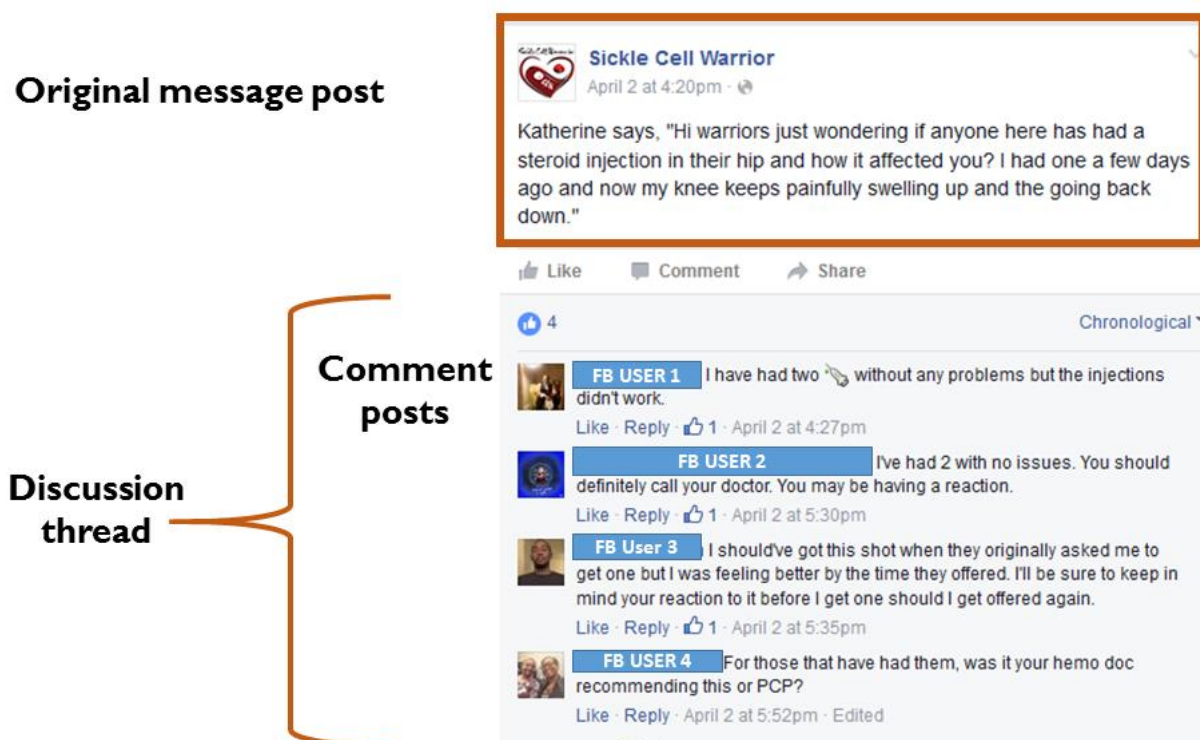 Original message post
Sickle Cell Warrior
April 2 at 4:20pm ·
Katherine says, "Hi warriors just wondering if anyone here has had a
steroid injection in their hip and how it affected you? I had one a few days
ago and now my knee keeps painfully swelling up and the going back
down."
Like Comment Share
4 Chronological
Comment
posts
Discussion
thread
FB USER 1 I have had two without any problems but the injections
didn't work.
Like · Reply · 1 · April 2 at 4:27pm
FB USER 2 I've had 2 with no issues. You should
definitely call your doctor. You may be having a reaction.
Like · Reply · 1 · April 2 at 5:30pm
FB User 3 I should've got this shot when they originally asked me to
get one but I was feeling better by the time they offered. I'll be sure to keep in
mind your reaction to it before I get one should I get offered again.
Like · Reply · 1 · April 2 at 5:35pm
FB USER 4 For those that have had them, was it your hemo doc
recommending this or PCP?
Like · Reply · April 2 at 5:52pm · Edited